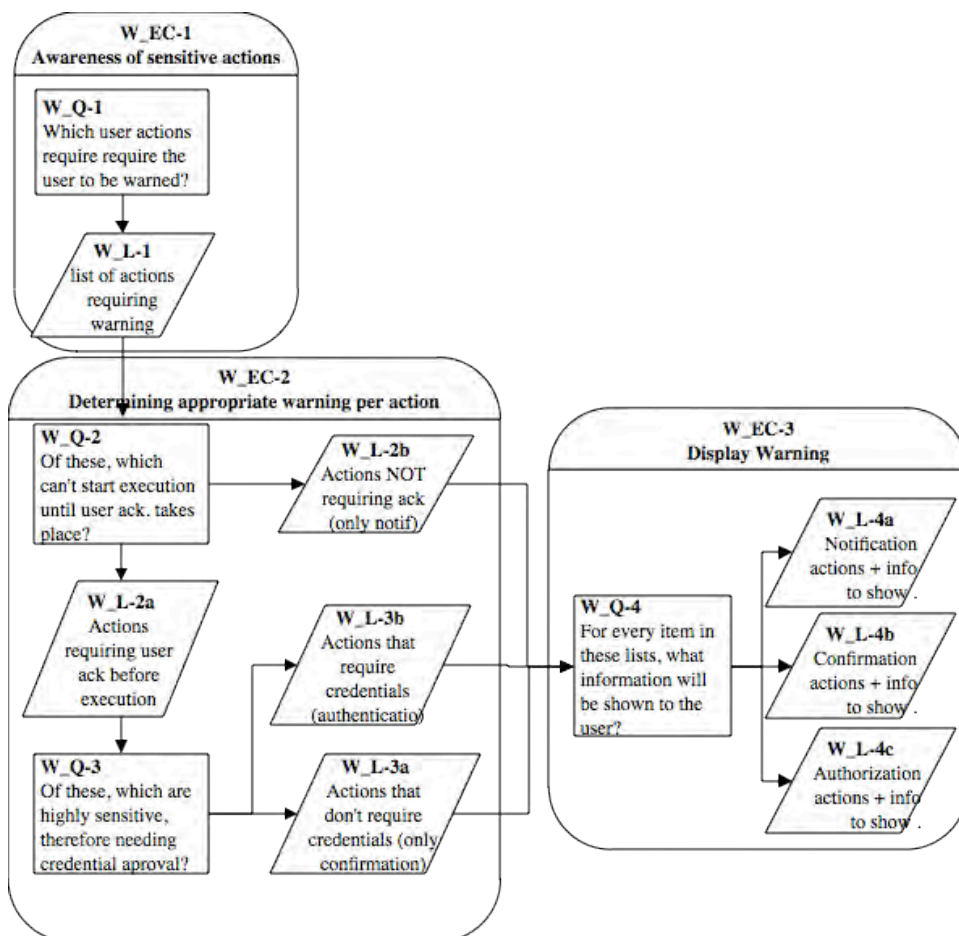 W_EC-1
Awareness of sensitive actions
W_Q-1
Which user actions
require require the
user to be warned?
W_L-1
list of actions
requiring
warning
W_EC-2
Determining appropriate warning per action
W_Q-2
Of these, which
can't start execution
until user ack. takes
place?
W_L-2b
Actions NOT
requiring ack
(only notif)
W_L-2a
Actions
requiring user
ack before
execution
W_L-3b
Actions that
require
credentials
(authenticatio)
W_Q-3
Of these, which are
highly sensitive,
therefore needing
credential aproval?
W_L-3a
Actions that
don't require
credentials (only
confirmation)
W_EC-3
Display Warning
W_Q-4
For every item in
these lists, what
information will
be shown to the
user?
W_L-4a
Notification
actions + info
to show .
W_L-4b
Confirmation
actions + info
to show .
W_L-4c
Authorization
actions + info
to show .